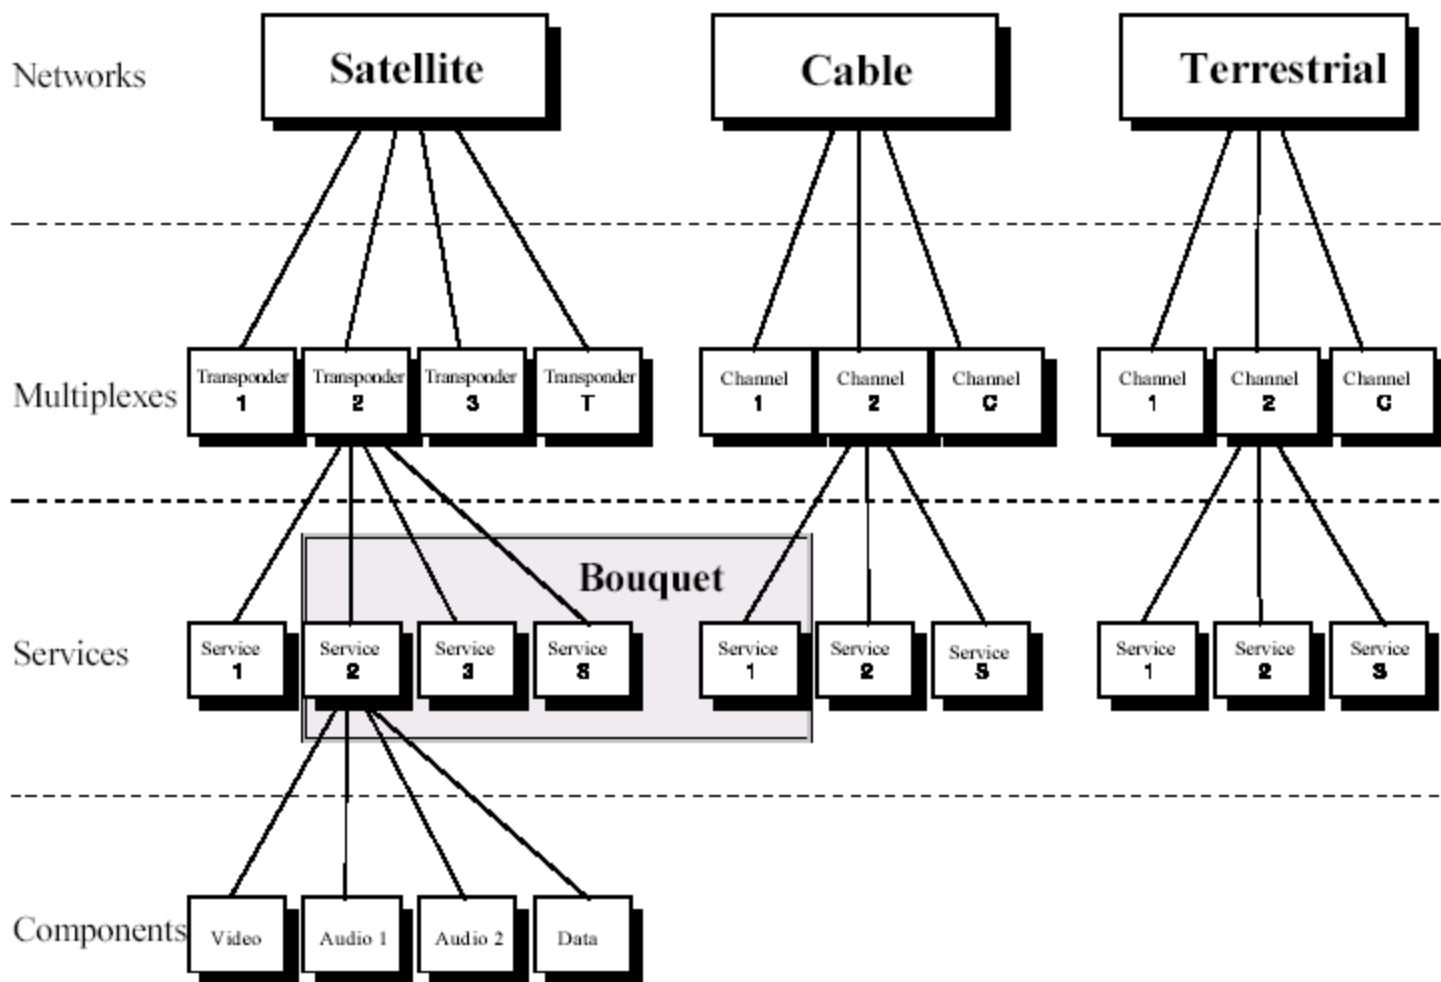 Networks
Satellite
Cable
Terrestrial
Multiplexes
Transponder
1
Transponder
2
Transponder
3
Transponder
T
Channel
1
Channel
2
Channel
C
Channel
1
Channel
2
Channel
C
Bouquet
Services
Service
1
Service
2
Service
3
Service
S
Service
1
Service
2
Service
S
Service
1
Service
2
Service
S
Components
Video
Audio 1
Audio 2
Data